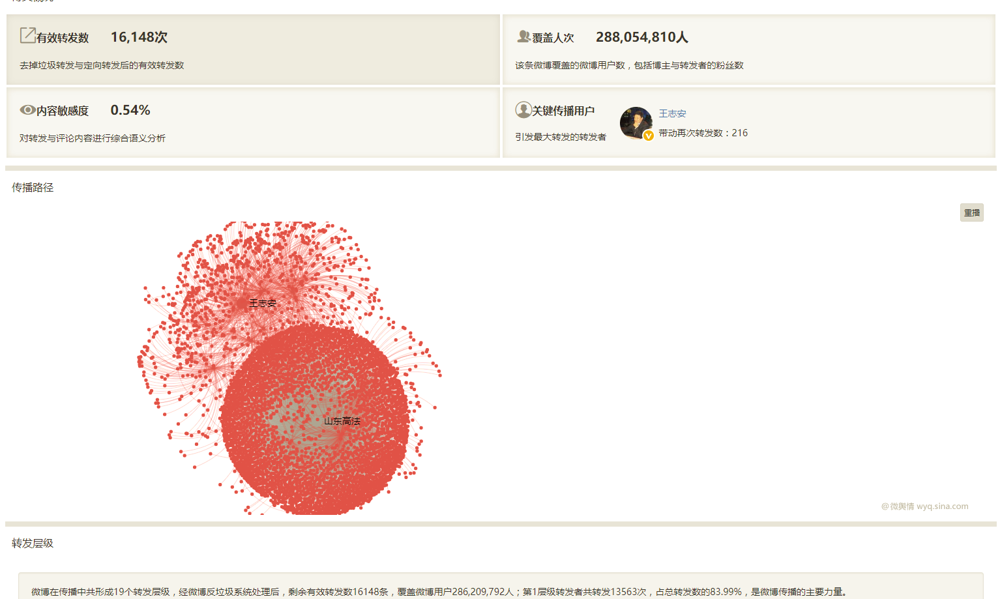 有效转发数 16,148次
去掉垃圾转发与定向转发后的有效转发数
覆盖人次 288,054,810人
该条微博覆盖的微博用户数，包括博主与转发者的粉丝数
内容敏感度 0.54%
对转发与评论内容进行综合语义分析
关键传播用户
引发最大转发的转发者
王志安
带动再次转发数：216
传播路径
重播
王志安
山东高法
@微舆情 wyq.sina.com
转发层级
微博在传播中共形成19个转发层级，经微博反垃圾系统处理后，剩余有效转发数16148条，覆盖微博用户286,209,792人；第1层级转发者共转发13563次，占总转发数的83.99%，是微博传播的主要力量。